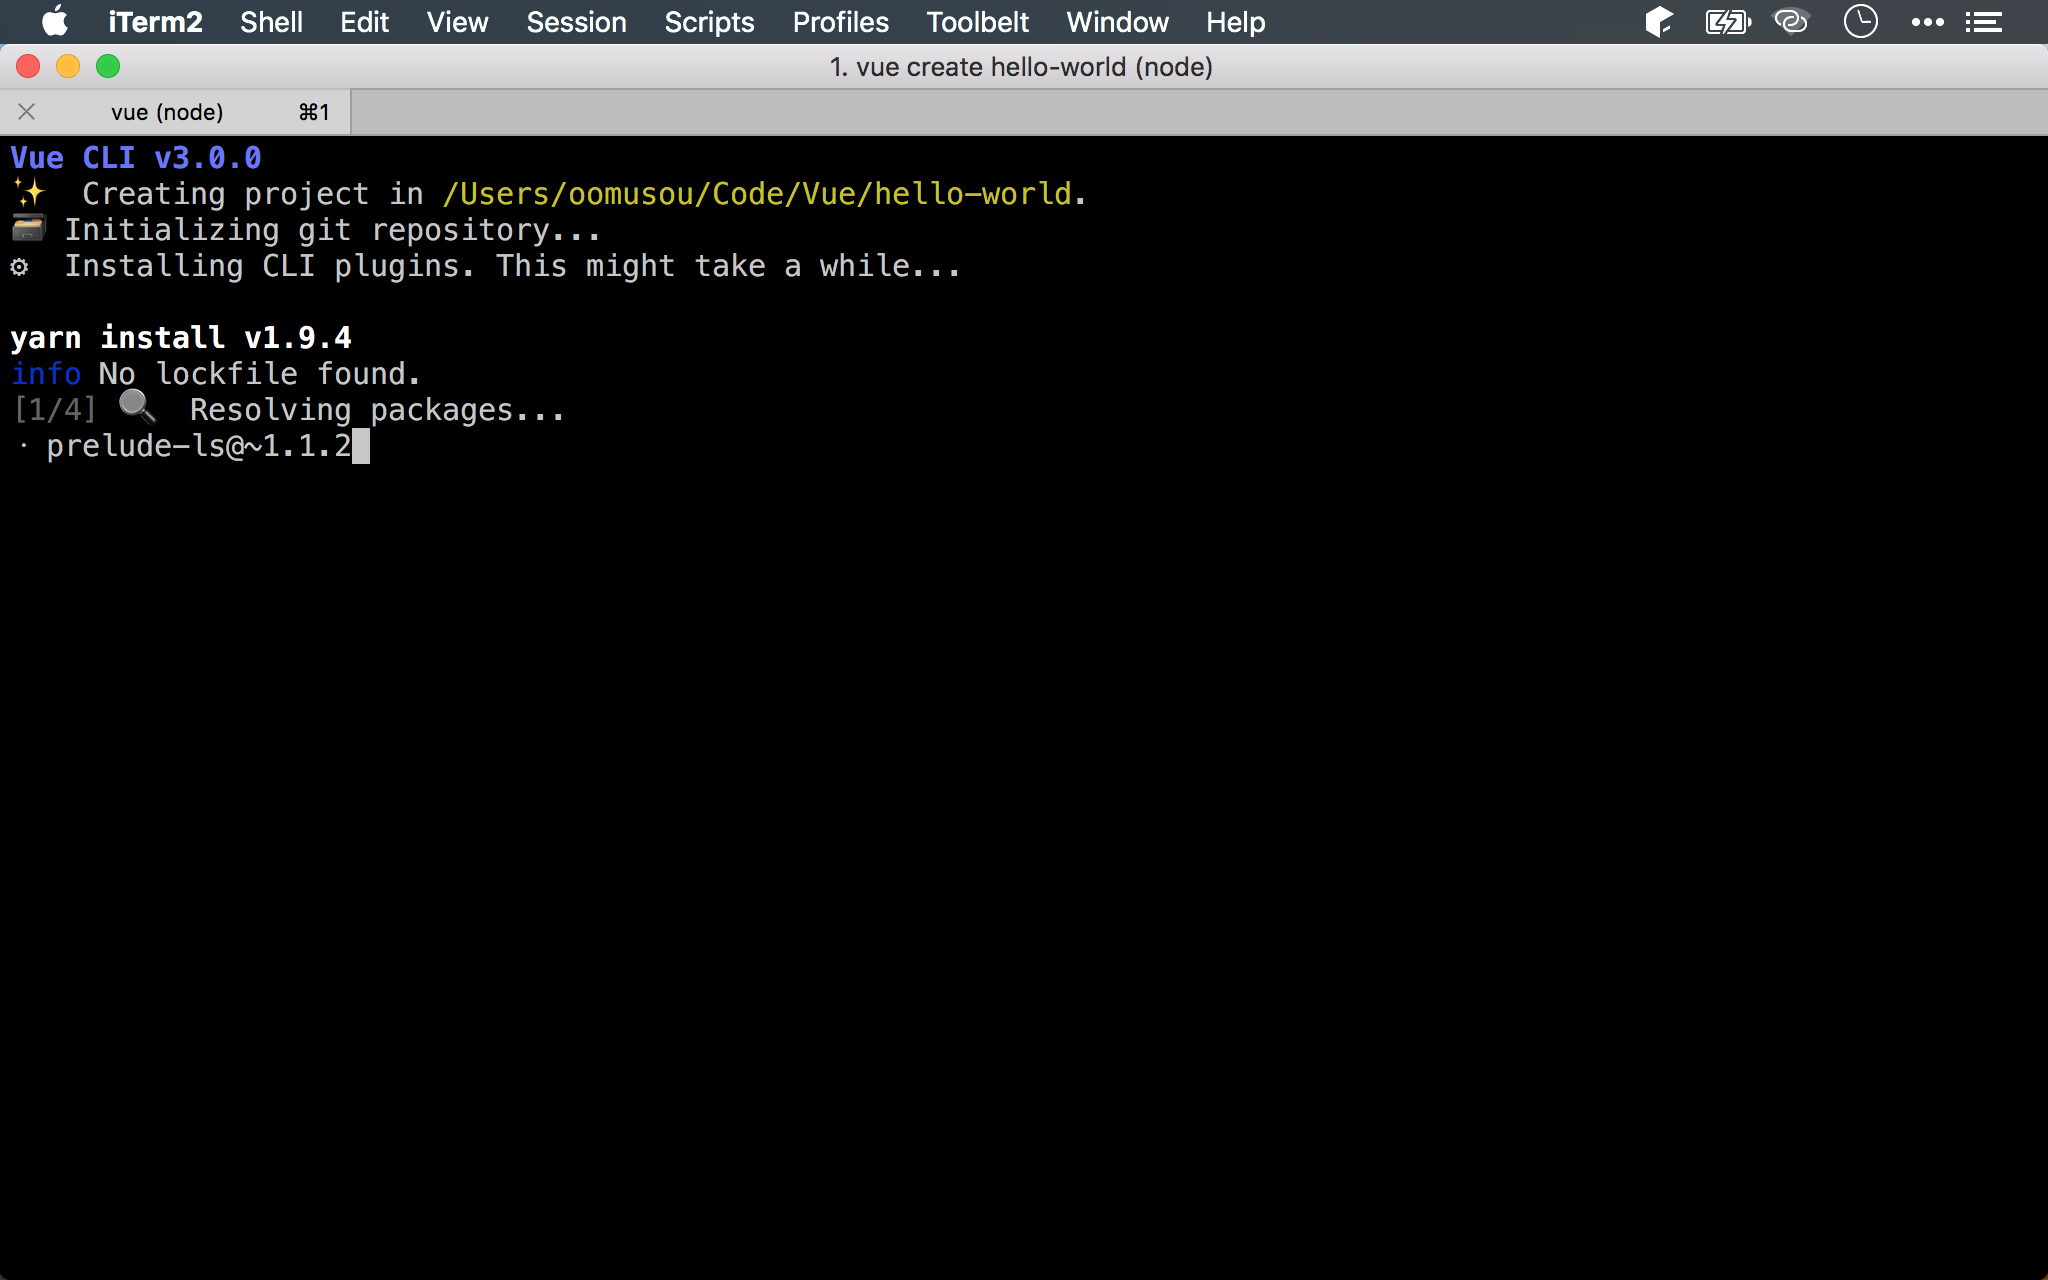 iTerm2 Shell Edit View Session Scripts Profiles Toolbelt Window Help
1. vue create hello-world (node)
vue (node) ⌘1
Vue CLI v3.0.0
✨ Creating project in /Users/oomusou/Code/Vue/hello-world.
🗃 Initializing git repository...
⚙ Installing CLI plugins. This might take a while...
yarn install v1.9.4
info No lockfile found.
[1/4] 🔍 Resolving packages...
⠐ prelude-ls@~1.1.2